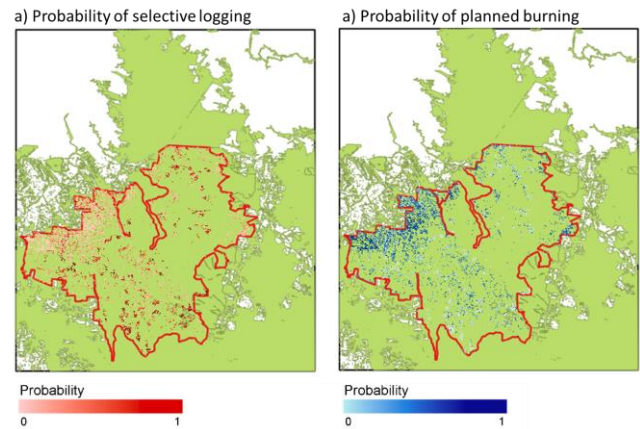 a) Probability of selective logging
a) Probability of planned burning
Probability
0 1
Probability
0 1